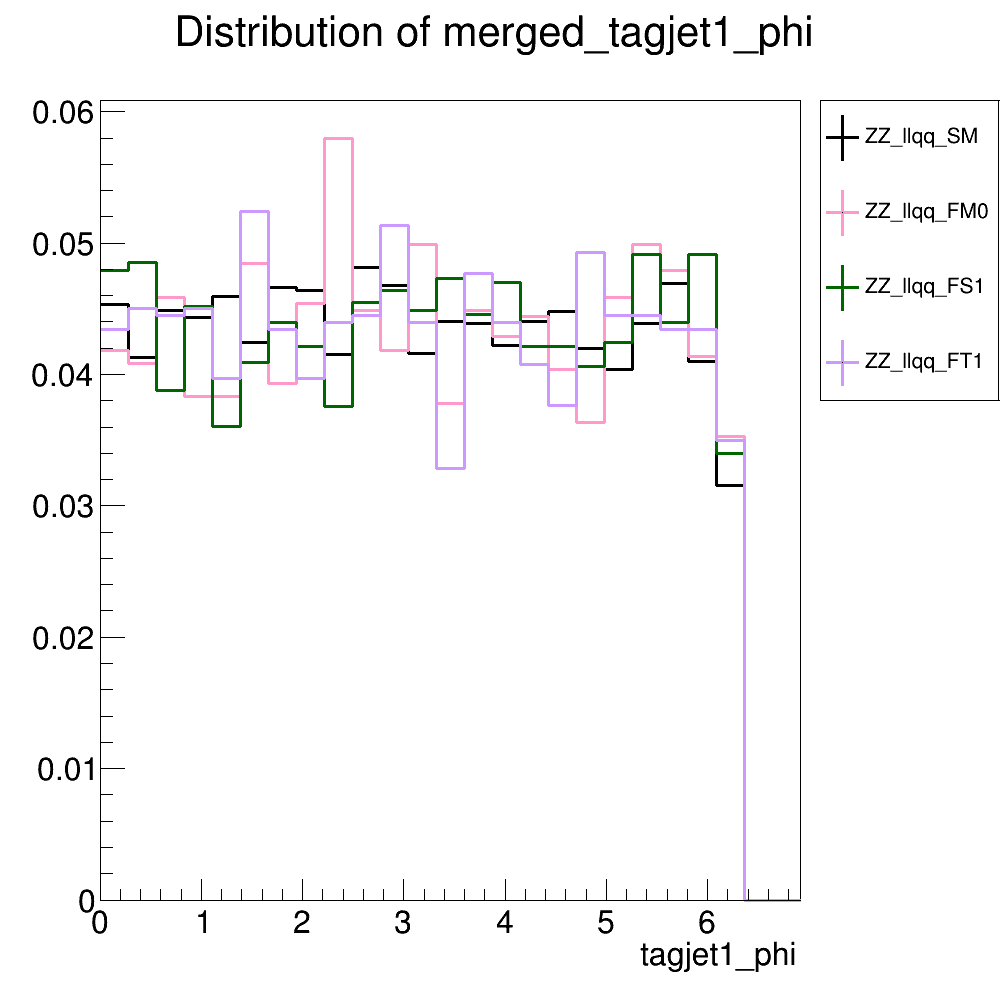 Distribution of merged_tagjet1_phi
0.06
0.05
0.04
0.03
0.02
0.01
0
0 1 2 3 4 5 6
tagjet1_phi
ZZ_llqq_SM
ZZ_llqq_FM0
ZZ_llqq_FS1
ZZ_llqq_FT1